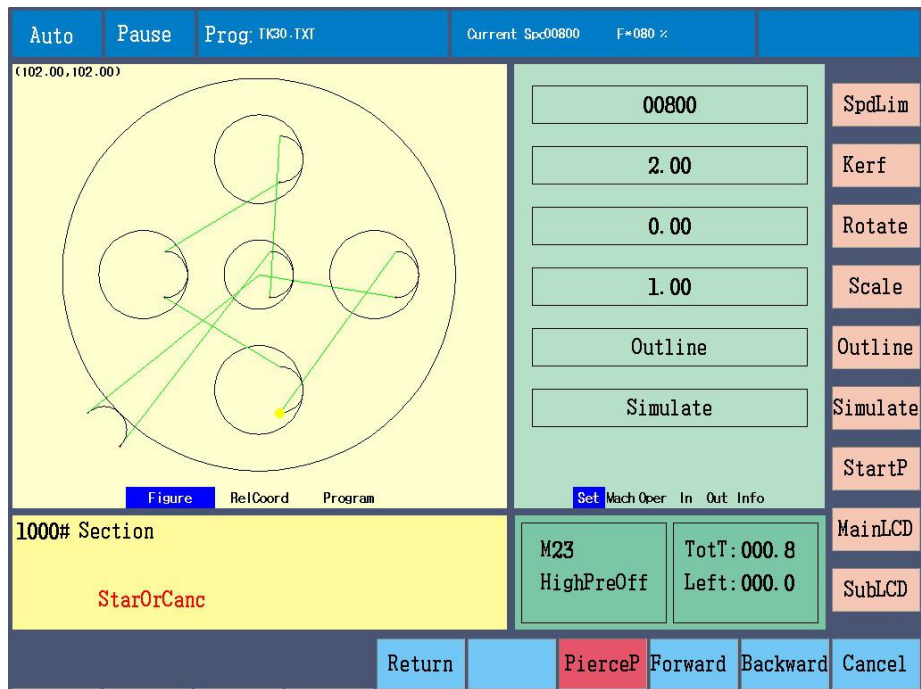 Auto Pause Prog: TK30.TXT Current Spd00800 F*080 %
(102.00,102.00)
00800 SpdLim
2.00 Kerf
0.00 Rotate
1.00 Scale
Outline Outline
Simulate Simulate
StartP
Figure RelCoord Program Set Mach Oper In Out Info
1000# Section MainLCD
M23 TotT:000.8
HighPreOff Left:000.0 SubLCD
StarOrCanc
Return PierceP Forward Backward Cancel